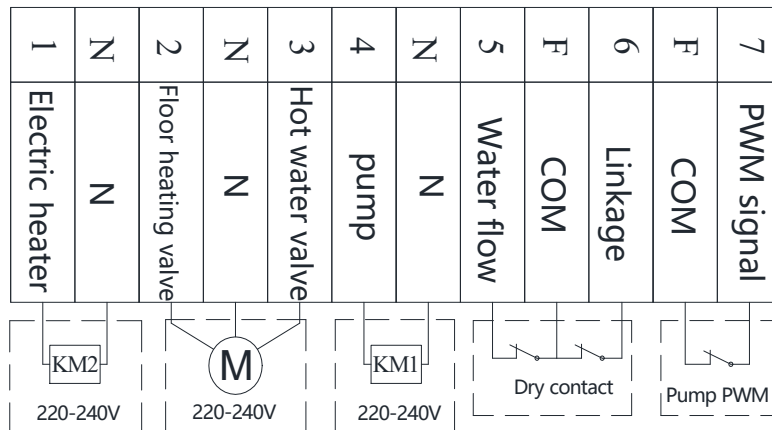 1 N 2 N 3 4 N 5 F 6 F 7
Electric heater
N
Floor heating valve
N
Hot water valve
pump
N
Water flow
COM
Linkage
COM
PWM signal
KM2
M
KM1
Dry contact
Pump PWM
220-240V
220-240V
220-240V